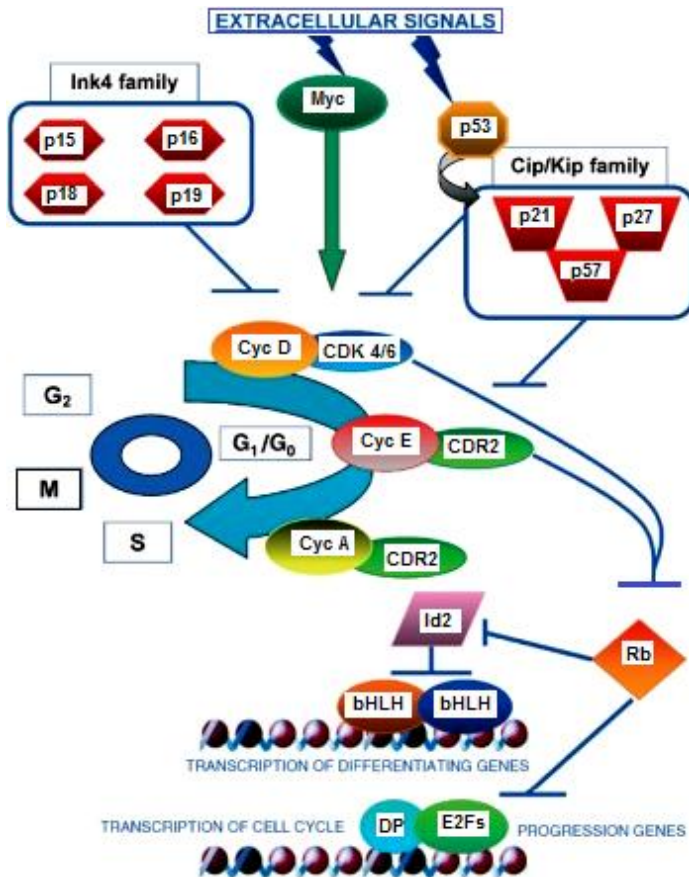 EXTRACELLULAR SIGNALS
Ink4 family
Myc
p53
p15
p16
Cip/Kip family
p18
p19
p21
p27
p57
Cyc D
CDK 4/6
G₂
G₁/G₀
Cyc E
CDR2
M
S
Cyc A
CDR2
Id2
Rb
bHLH
bHLH
TRANSCRIPTION OF DIFFERENTIATING GENES
TRANSCRIPTION OF CELL CYCLE
DP
E2Fs
PROGRESSION GENES